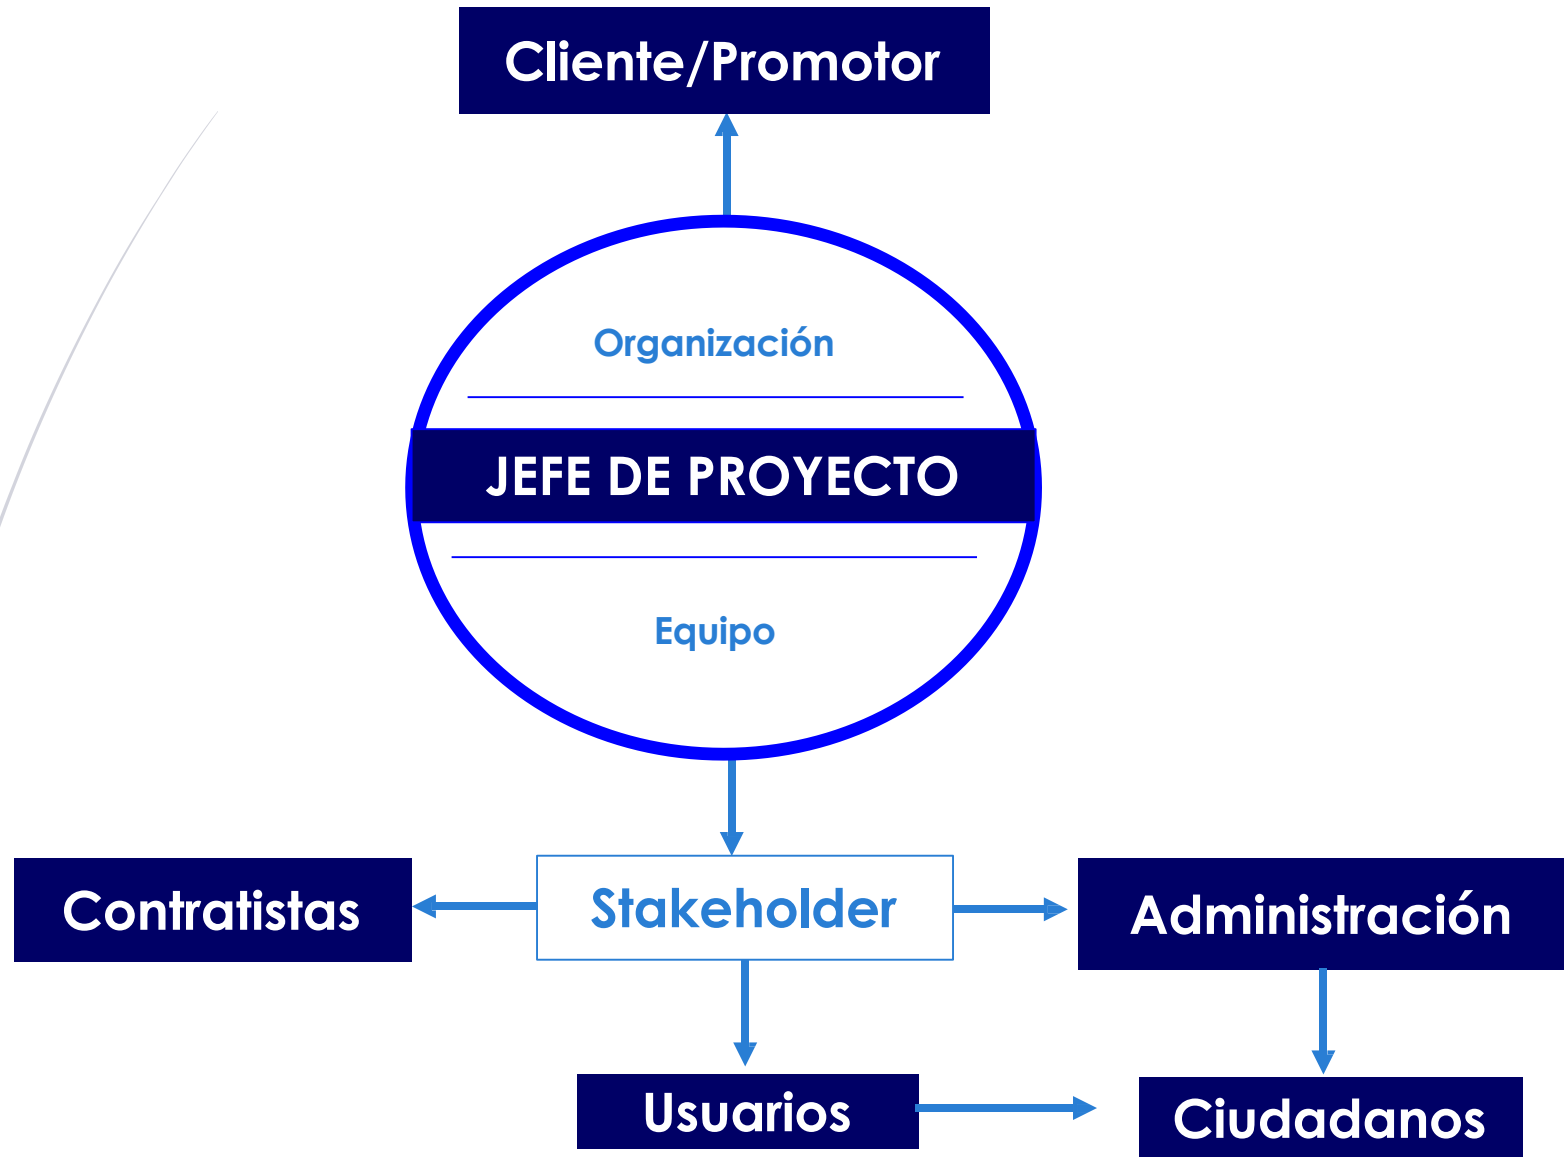 Cliente/Promotor
Organización
JEFE DE PROYECTO
Equipo
Contratistas
Stakeholder
Administración
Usuarios
Ciudadanos